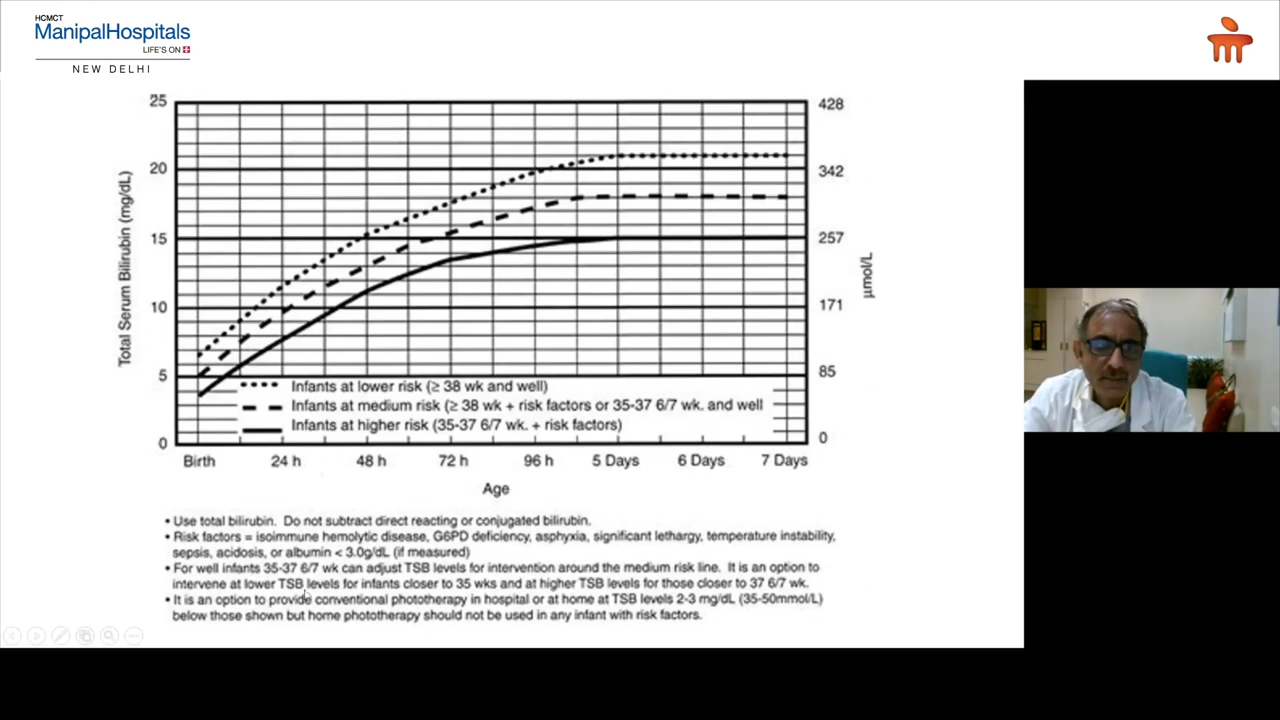 HCMCT
ManipalHospitals
LIFE'S ON
NEW DELHI
Total Serum Bilirubin (mg/dL)
25
20
15
10
5
0
428
342
257
171
85
0
µmol/L
Infants at lower risk (≥ 38 wk and well)
Infants at medium risk (≥ 38 wk + risk factors or 35-37 6/7 wk. and well
Infants at higher risk (35-37 6/7 wk. + risk factors)
Birth 24 h 48 h 72 h 96 h 5 Days 6 Days 7 Days
Age
• Use total bilirubin. Do not subtract direct reacting or conjugated bilirubin.
• Risk factors = isoimmune hemolytic disease, G6PD deficiency, asphyxia, significant lethargy, temperature instability,
sepsis, acidosis, or albumin < 3.0g/dL (if measured)
• For well infants 35-37 6/7 wk can adjust TSB levels for intervention around the medium risk line. It is an option to
intervene at lower TSB levels for infants closer to 35 wks and at higher TSB levels for those closer to 37 6/7 wk.
• It is an option to provide conventional phototherapy in hospital or at home at TSB levels 2-3 mg/dL (35-50mmol/L)
below those shown but home phototherapy should not be used in any infant with risk factors.